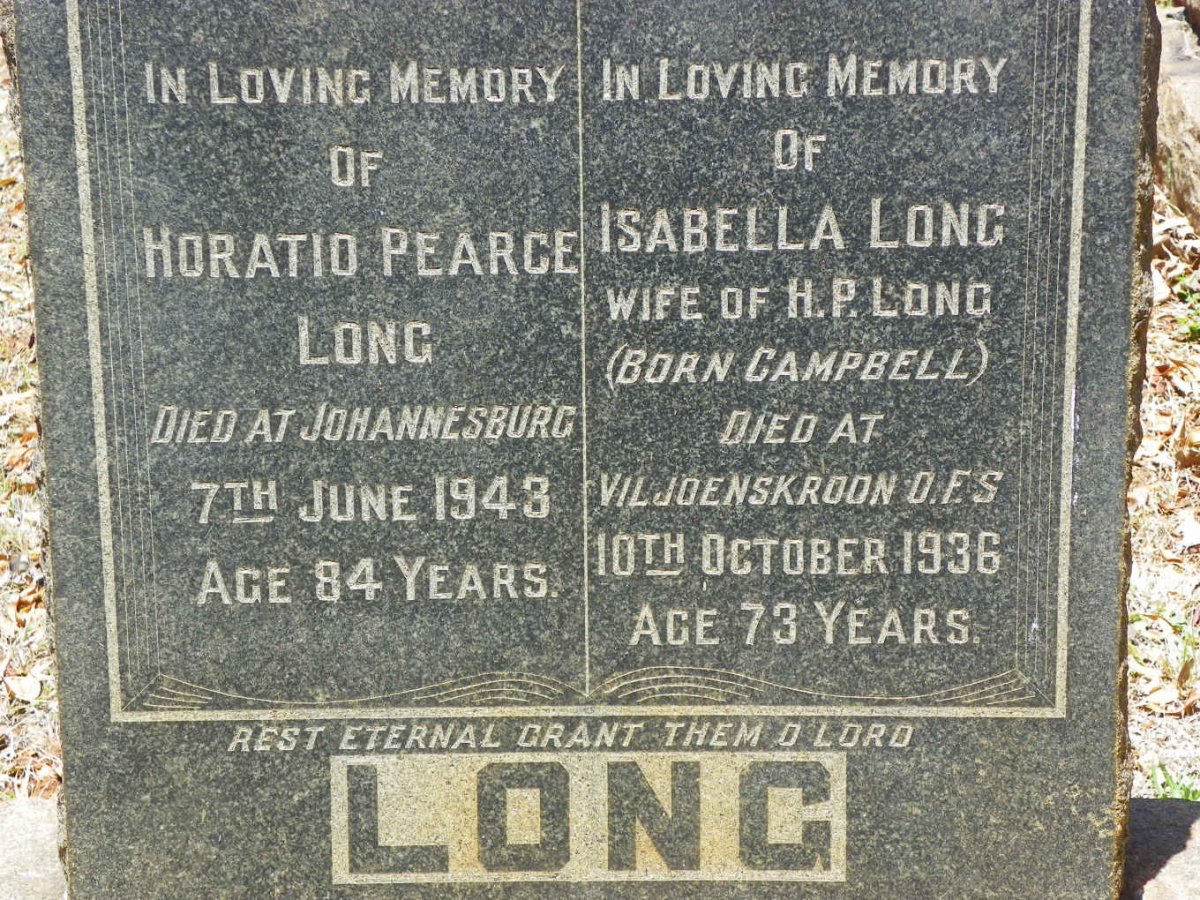 IN LOVING MEMORY
OF
HORATIO PEARCE
LONG
DIED AT JOHANNESBURG
7TH JUNE 1943
AGE 84 YEARS.
IN LOVING MEMORY
OF
ISABELLA LONG
WIFE OF H.P. LONG
(BORN CAMPBELL)
DIED AT
VILJOENSKROON O.F.S
10TH OCTOBER 1936
AGE 73 YEARS.
REST ETERNAL GRANT THEM O LORD
LONG